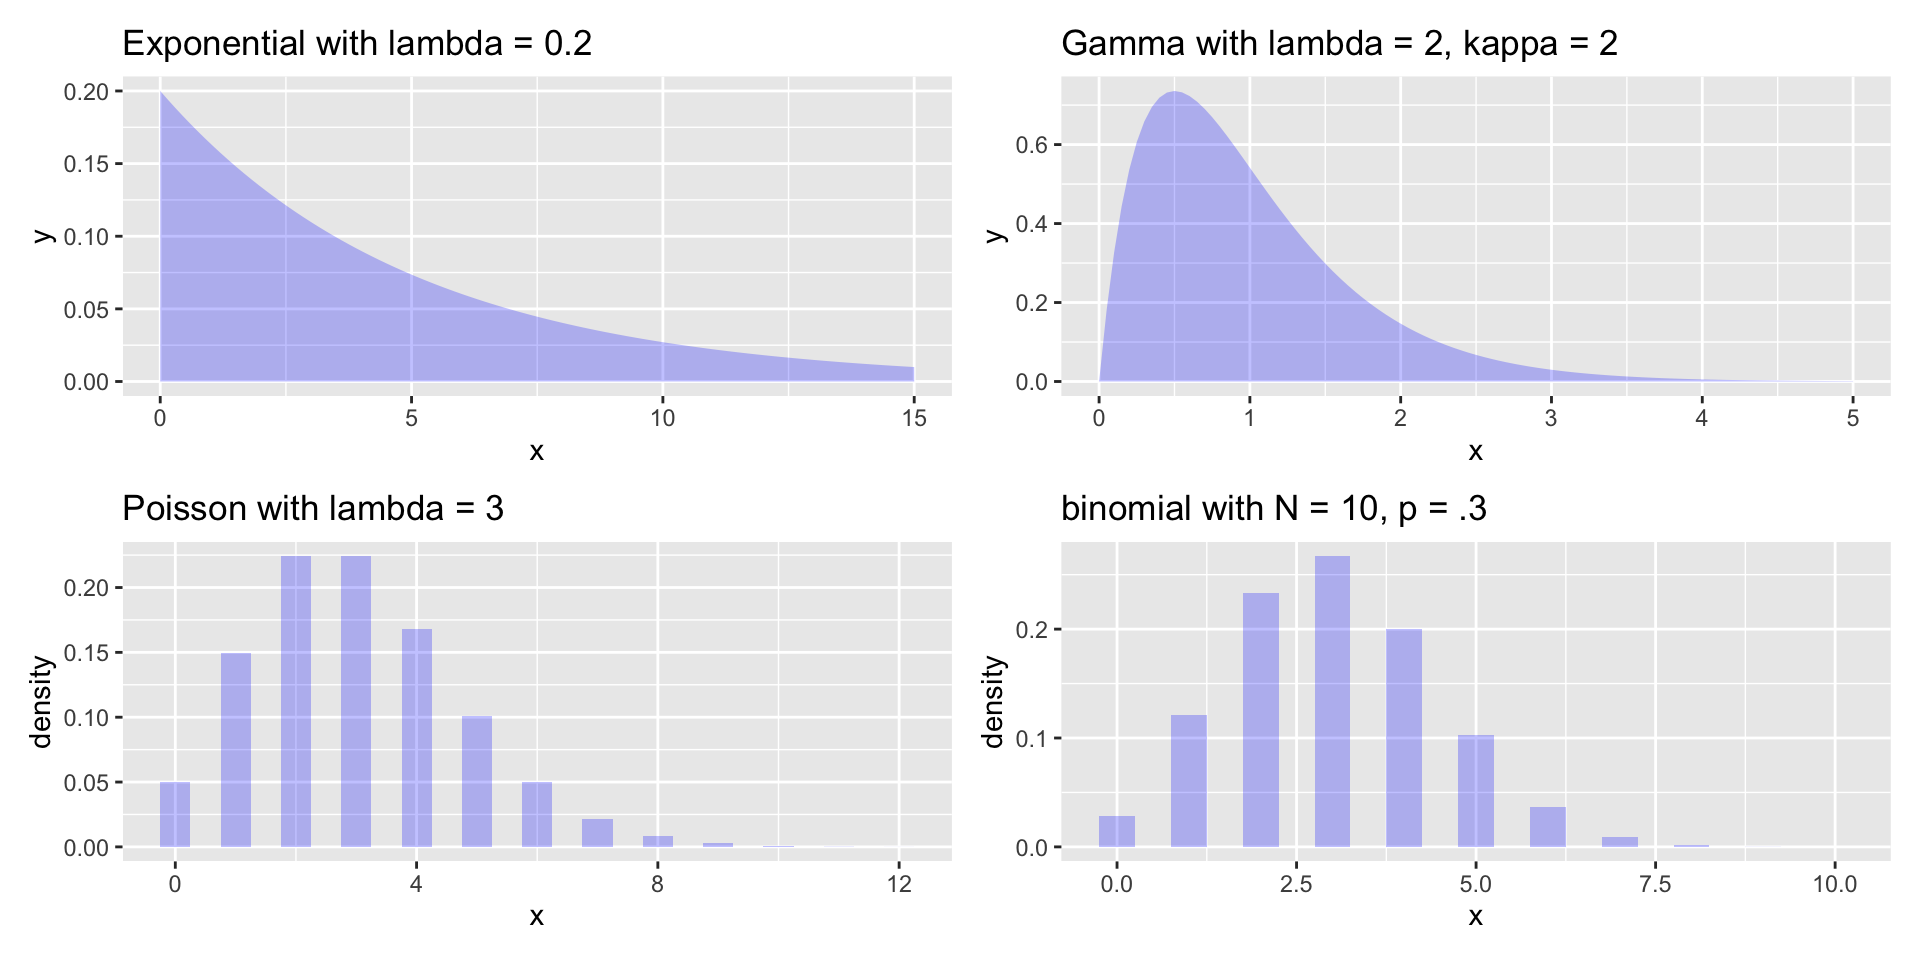 Exponential with lambda = 0.2
0.20
0.15
0.10
0.05
0.00
y
0 5 10 15
x
Gamma with lambda = 2, kappa = 2
0.6
0.4
0.2
0.0
y
0 1 2 3 4 5
x
Poisson with lambda = 3
0.20
0.15
0.10
0.05
0.00
density
0 4 8 12
x
binomial with N = 10, p = .3
0.2
0.1
0.0
density
0.0 2.5 5.0 7.5 10.0
x